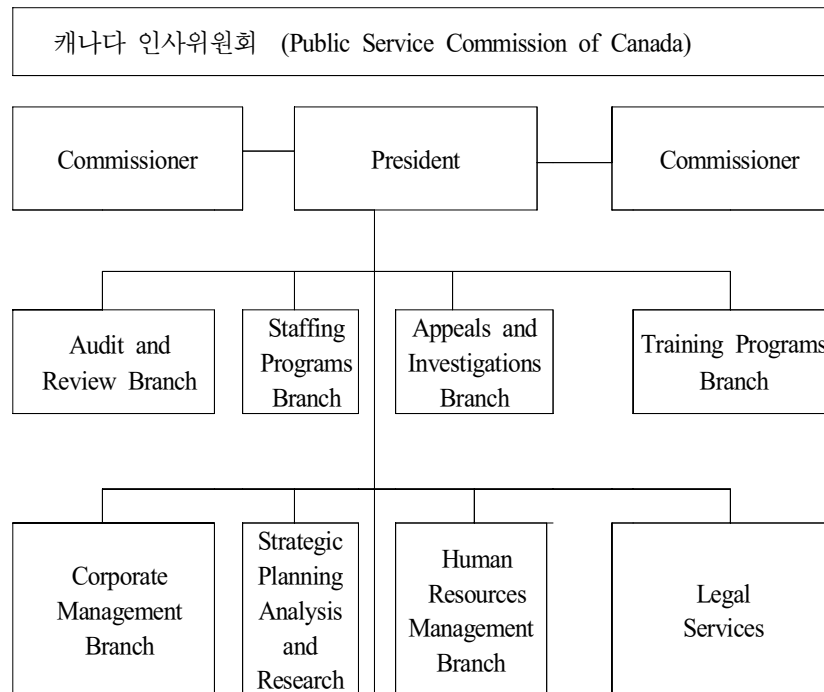 캐나다 인사위원회 (Public Service Commission of Canada)
Commissioner
President
Commissioner
Audit and
Review Branch
Staffing
Programs
Branch
Appeals and
Investigations
Branch
Training Programs
Branch
Corporate
Management
Branch
Strategic
Planning
Analysis
and
Research
Human
Resources
Management
Branch
Legal
Services